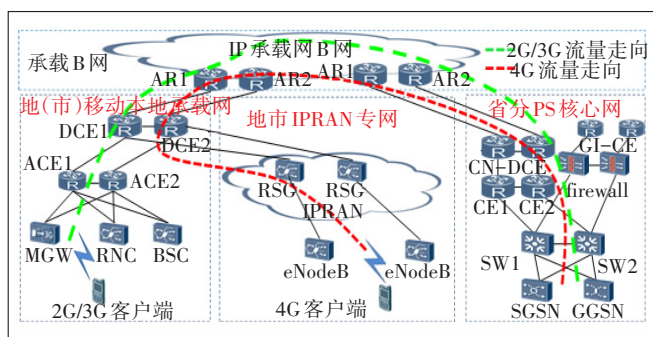 承载B网
IP承载网B网
2G/3G流量走向
4G流量走向
AR1
AR2
AR1
AR2
地(市)移动本地承载网
地市IPRAN专网
省分PS核心网
DCE1
DCE2
GI-CE
CN-DCE
firewall
ACE1
ACE2
RSG
RSG
IPRAN
CE1
CE2
MGW
RNC
BSC
eNodeB
eNodeB
SW1
SW2
2G/3G客户端
4G客户端
SGSN
GGSN